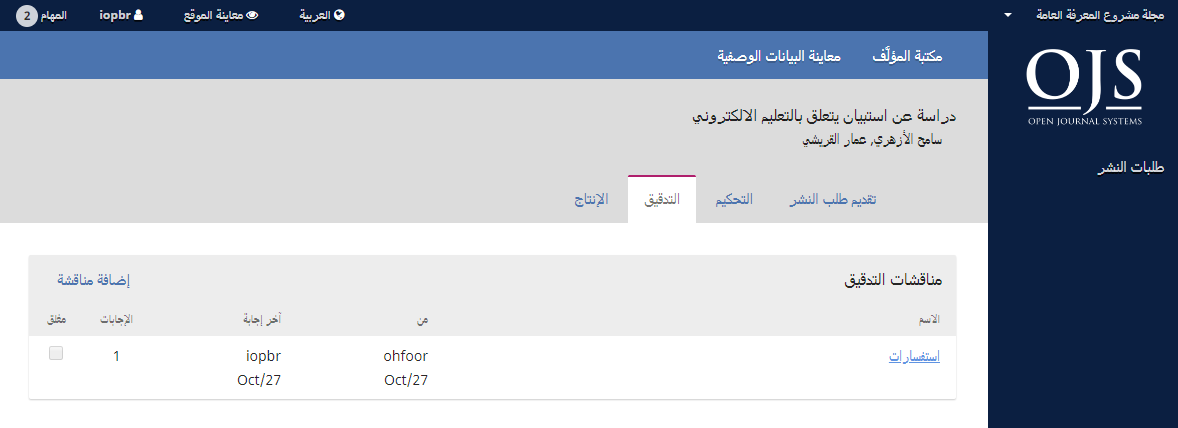 مجلة مشروع المعرفة العامة
العربية معاينة الموقع iopbr المهام 2
OJS
OPEN JOURNAL SYSTEMS
طلبات النشر
مكتبة المؤلَّف معاينة البيانات الوصفية
دراسة عن استبيان يتعلق بالتعليم الالكتروني
سامح الأزهري, عمار القريشي
تقديم طلب النشر التحكيم التدقيق الإنتاج
مناقشات التدقيق إضافة مناقشة
الاسم من آخر إجابة الإجابات مغلق
استفسارات ohfoor iopbr 1
Oct/27 Oct/27